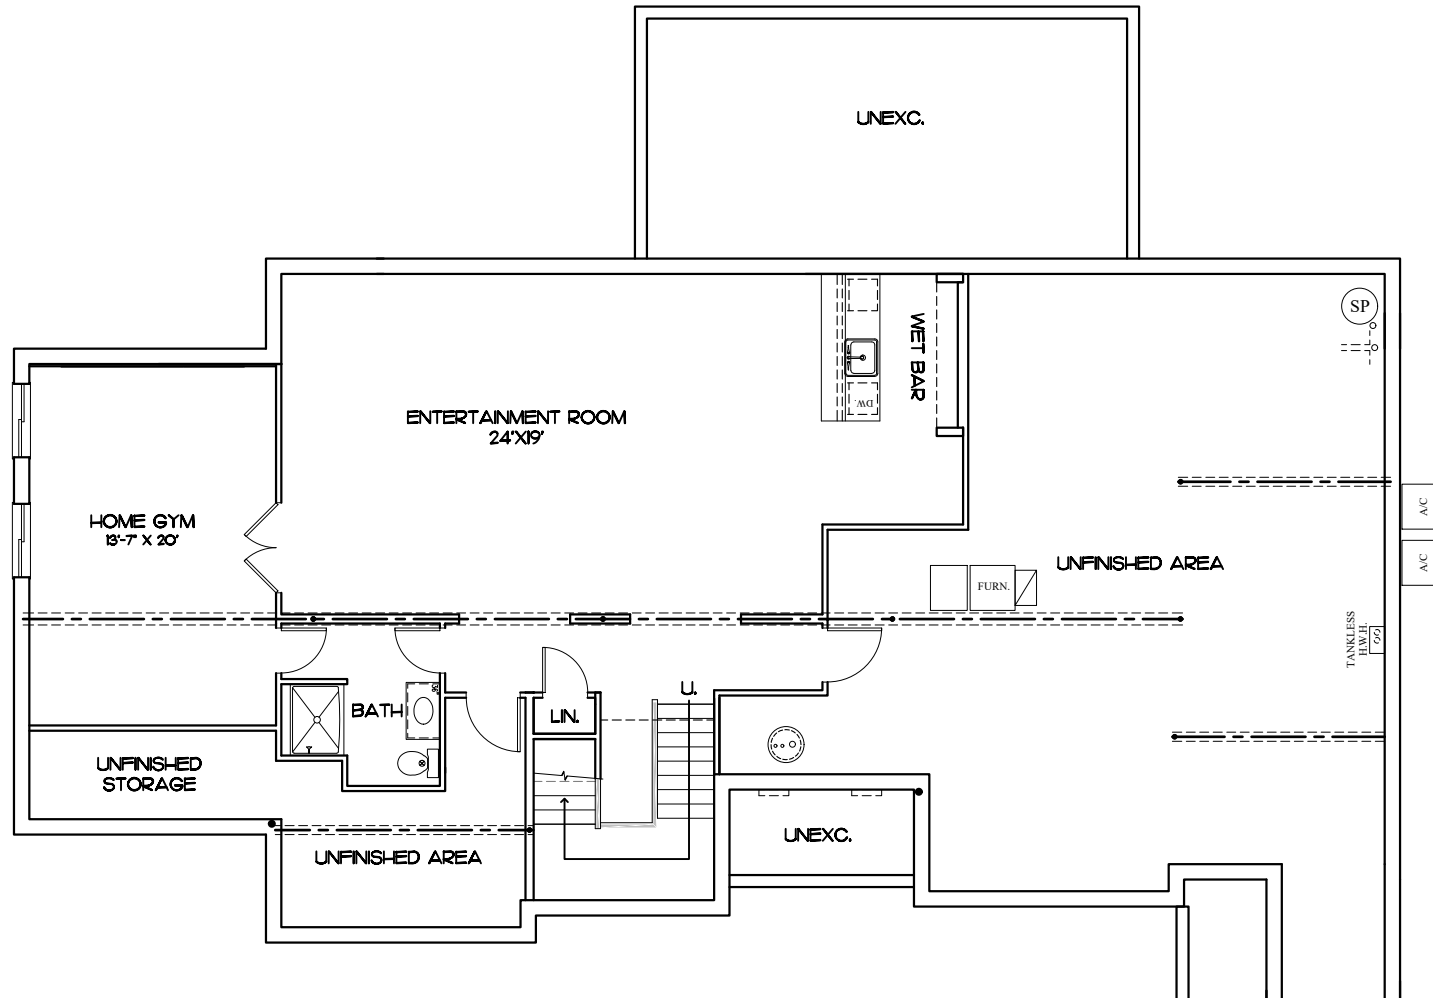 UNEXC.
SP
WET BAR
DW.
ENTERTAINMENT ROOM
24'X19'
A/C
HOME GYM
13'-7" X 20'
A/C
UNFINISHED AREA
FURN.
TANKLESS
H.W.H.
36"
U.
BATH
LIN.
UNFINISHED
STORAGE
UNEXC.
UNFINISHED AREA